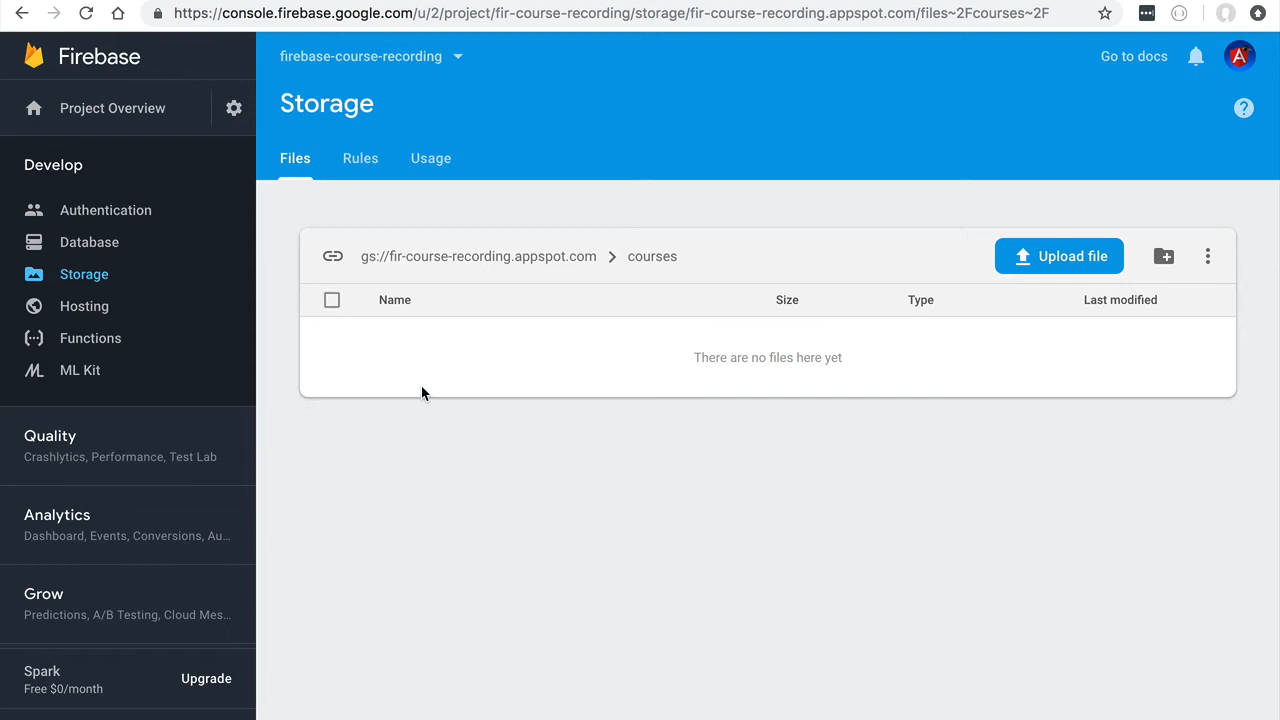 https://console.firebase.google.com/u/2/project/fir-course-recording/storage/fir-course-recording.appspot.com/files~2Fcourses~2F
Firebase
firebase-course-recording
Go to docs
Project Overview
Storage
Files
Rules
Usage
Develop
Authentication
Database
Storage
Hosting
Functions
ML Kit
gs://fir-course-recording.appspot.com
courses
Upload file
Name
Size
Type
Last modified
There are no files here yet
Quality
Crashlytics, Performance, Test Lab
Analytics
Dashboard, Events, Conversions, Au...
Grow
Predictions, A/B Testing, Cloud Mes...
Spark
Free $0/month
Upgrade